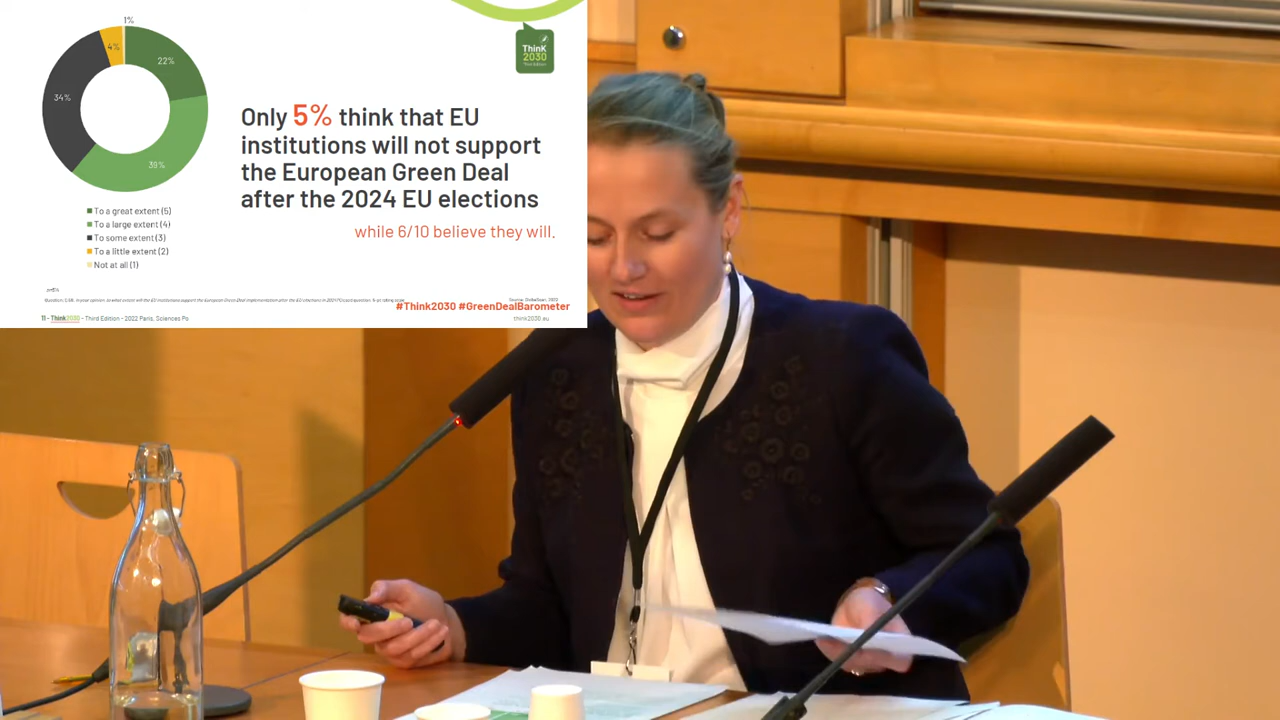 1%
4%
22%
34%
39%
Think
2030
Third Edition
Only 5% think that EU
institutions will not support
the European Green Deal
after the 2024 EU elections
while 6/10 believe they will.
To a great extent (5)
To a large extent (4)
To some extent (3)
To a little extent (2)
Not at all (1)
#Think2030 #GreenDealBarometer
11 - Think2030 - Third Edition - 2022 Paris, Sciences Po
think2030.eu